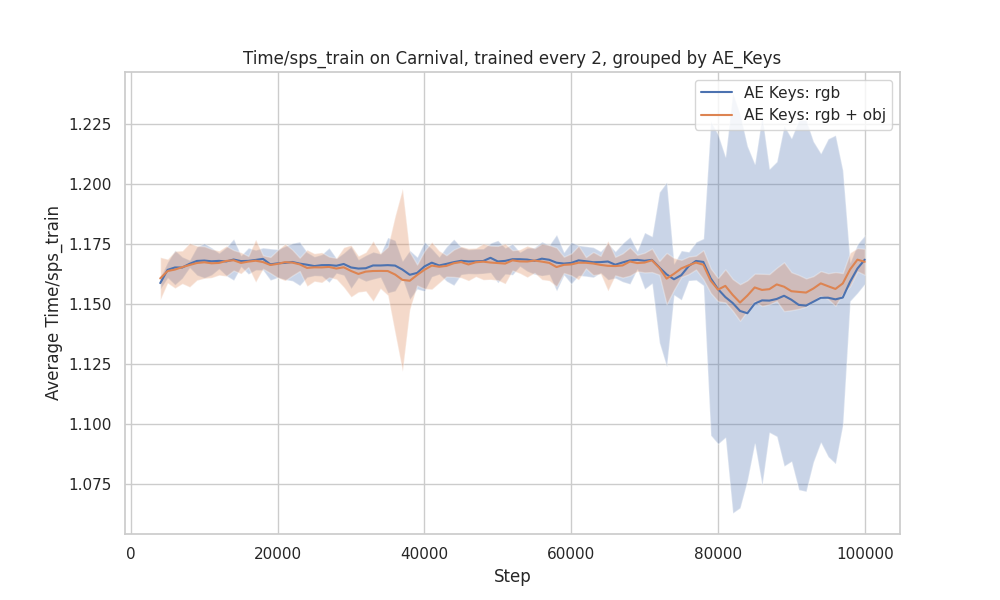 Time/sps_train on Carnival, trained every 2, grouped by AE_Keys
AE Keys: rgb
AE Keys: rgb + obj
Average Time/sps_train
1.225
1.200
1.175
1.150
1.125
1.100
1.075
0
20000
40000
60000
80000
100000
Step